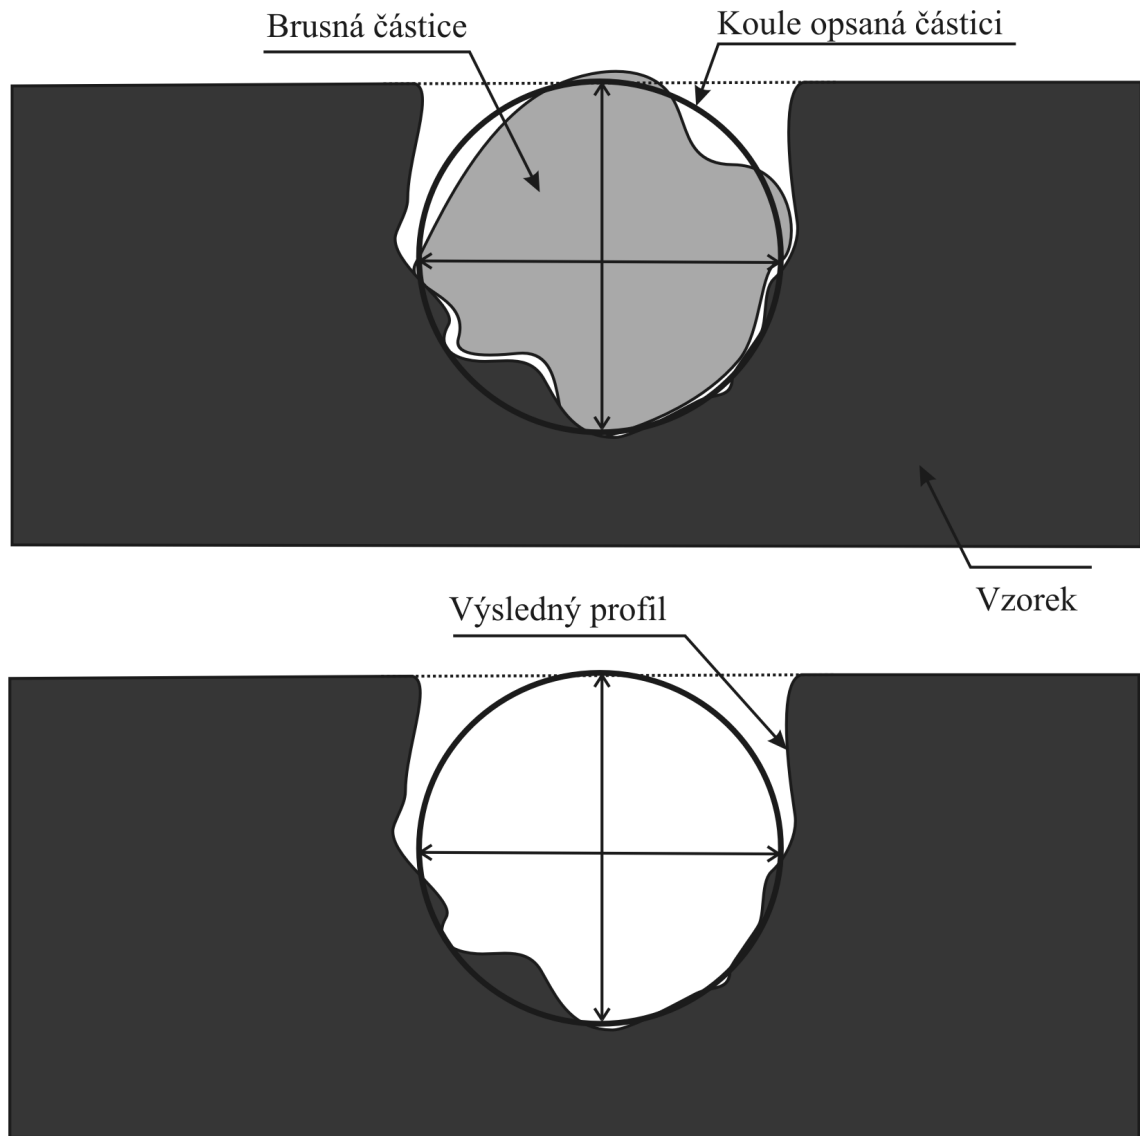 Brusná částice
Koule opsaná částici
Vzorek
Výsledný profil